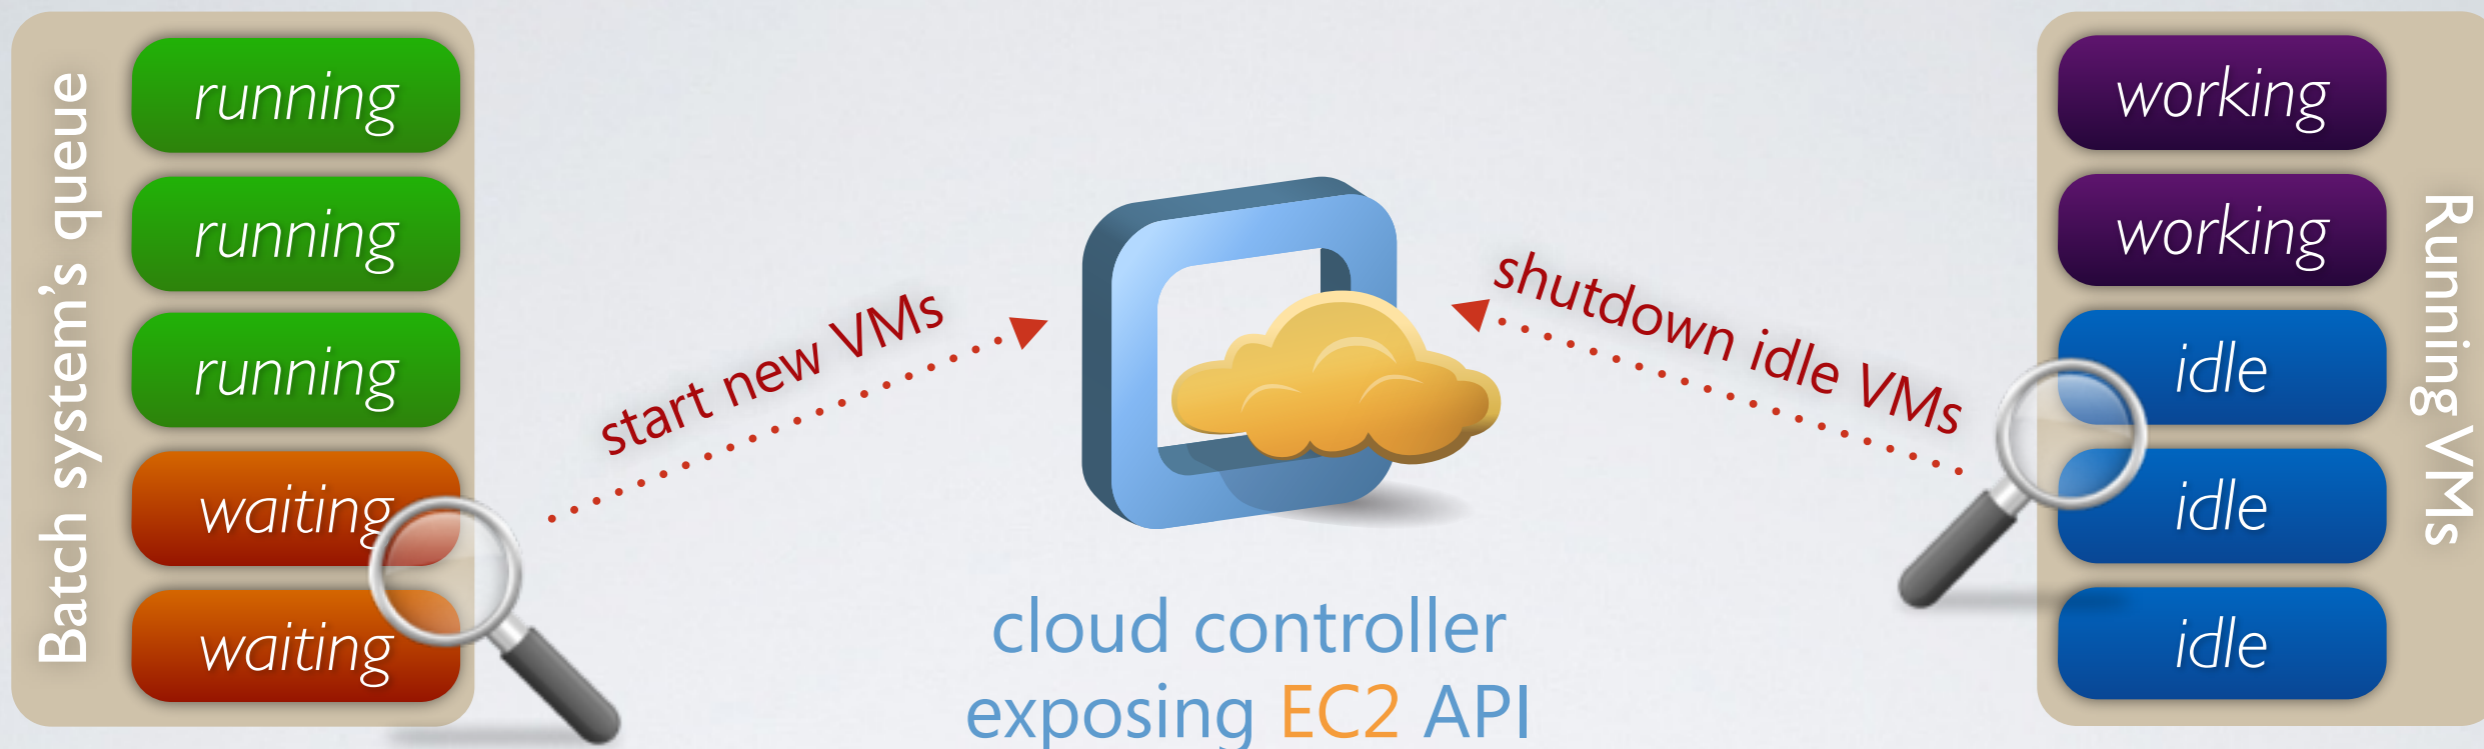 Batch system's queue
running
running
running
waiting
waiting
start new VMs
cloud controller
exposing EC2 API
shutdown idle VMs
working
working
idle
idle
idle
Running VMs